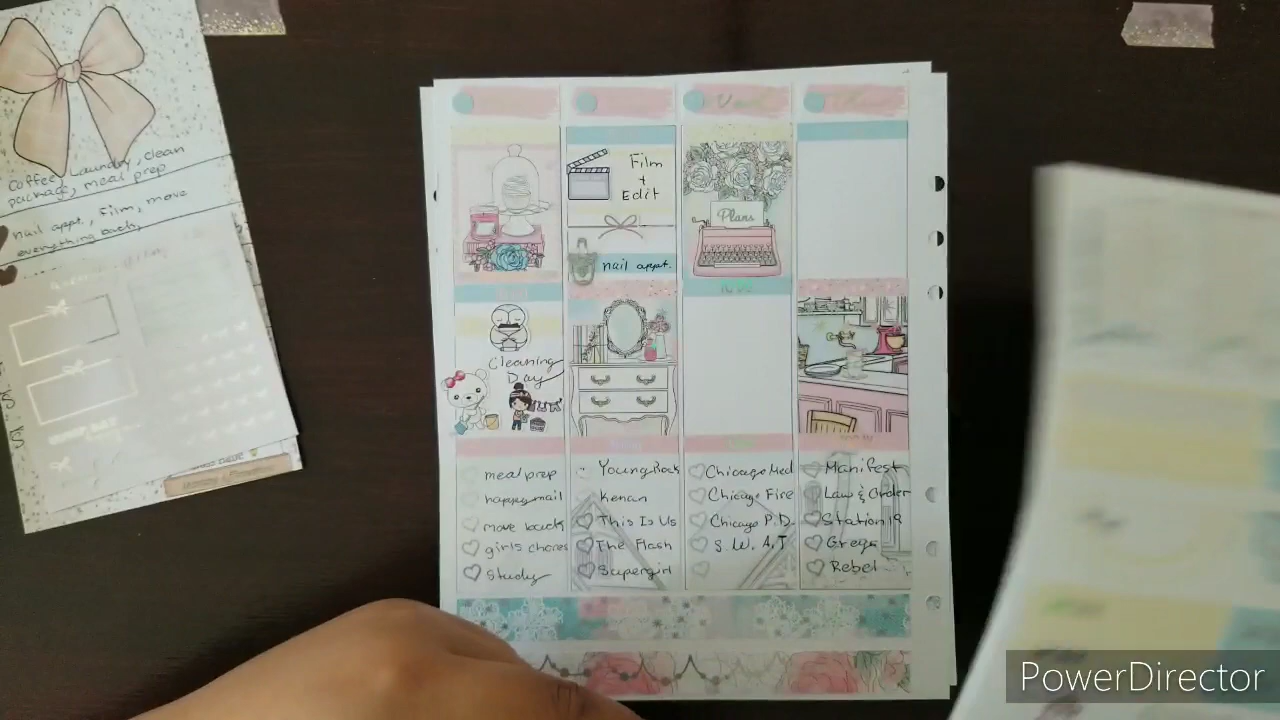 Coffee, Laundry, clean
package, meal prep
nail appt., Film, move
everything back,
Film
+
Edit
nail appt.
Plans
Cleaning
Day
meal prep
happy mail
move back
girls chores
Study
Young Rock
Kenan
This Is Us
The Flash
Supergirl
Chicago Med
Chicago Fire
Chicago P.D.
S.W.A.T
Manifest
Law & Order
Station 19
Greys
Rebel
PowerDirector